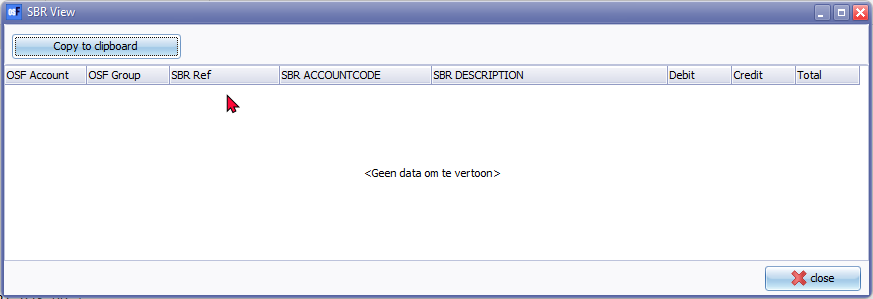 SBR View
Copy to clipboard
OSF Account OSF Group SBR Ref SBR ACCOUNTCODE SBR DESCRIPTION Debit Credit Total
<Geen data om te vertoon>
close